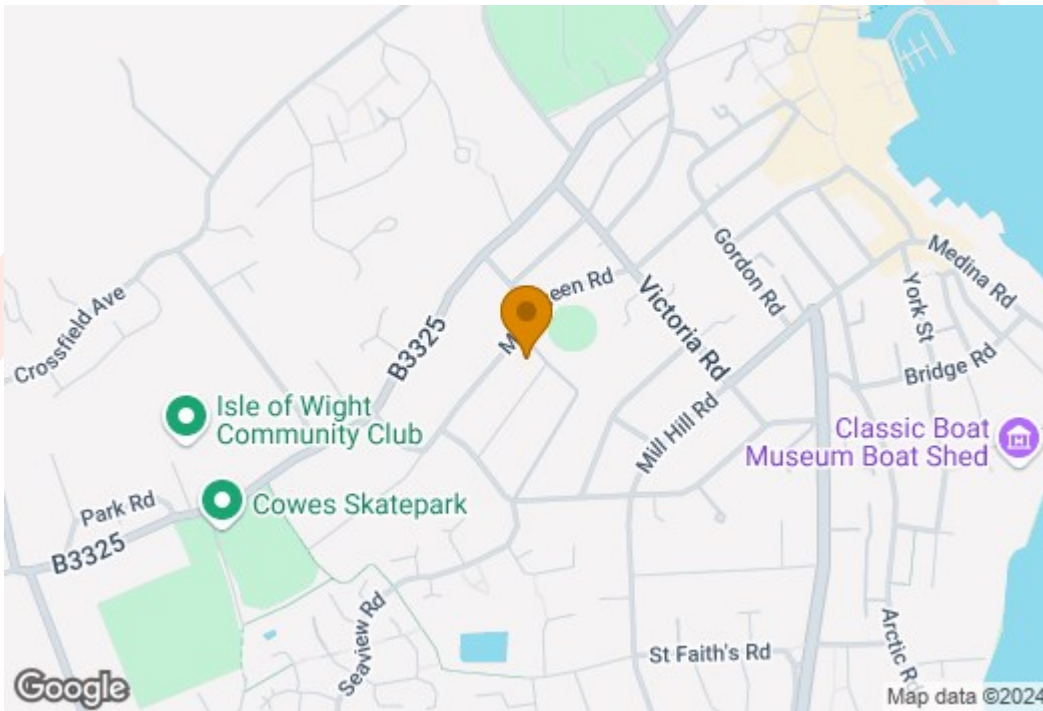 Crossfield Ave
B3325
een Rd
Victoria Rd
Gordon Rd
Medina Rd
York St
Bridge Rd
Mill Hill Rd
Isle of Wight
Community Club
Classic Boat
Museum Boat Shed
Park Rd
Cowes Skatepark
B3325
Seaview Rd
St Faith's Rd
Arctic Rd
Google
Map data ©2024